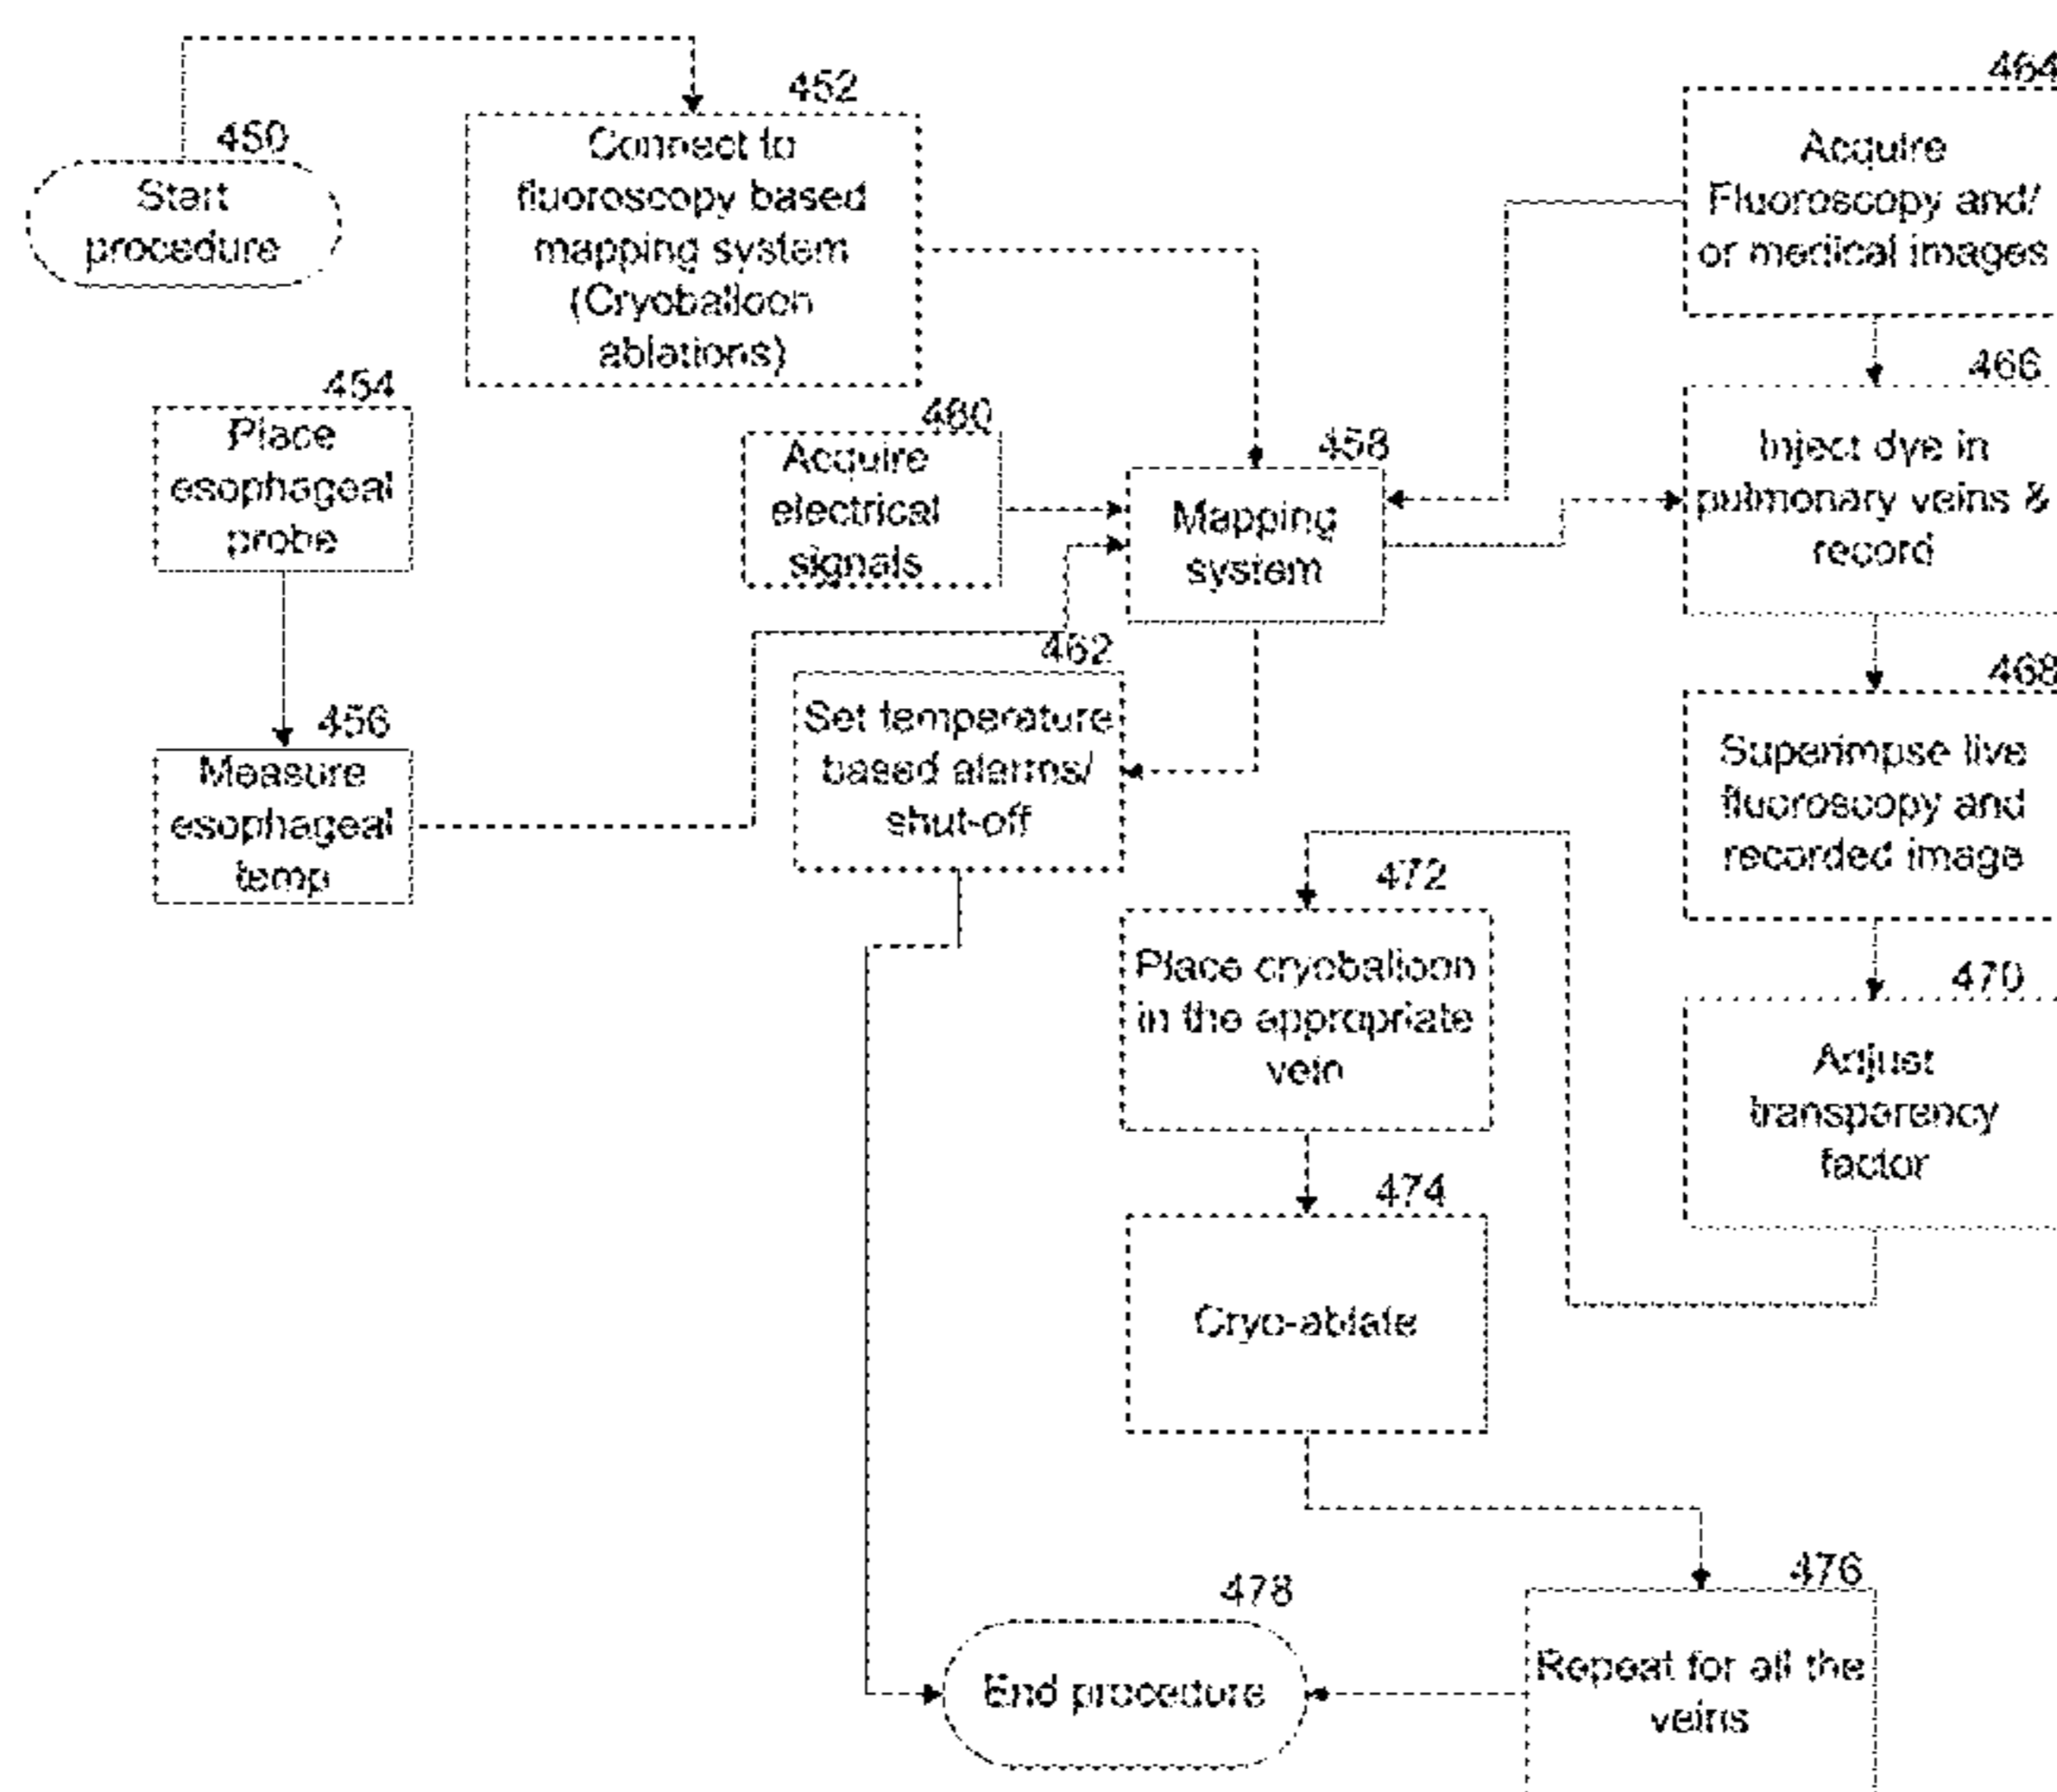 450
Start
procedure
452
Connect to
fluoroscopy based
mapping system
(Cryoballoon
ablations)
454
Place
esophageal
probe
456
Measure
esophageal
temp
460
Acquire
electrical
signals
458
Mapping
system
462
Set temperature
based alarms/
shut-off
464
Acquire
Fluoroscopy and/
or medical images
466
Inject dye in
pulmonary veins &
record
468
Superimpse live
fluoroscopy and
recorded image
470
Adjust
transparency
factor
472
Place cryoballoon
in the appropriate
vein
474
Cryo-ablate
476
Repeat for all the
veins
478
End procedure